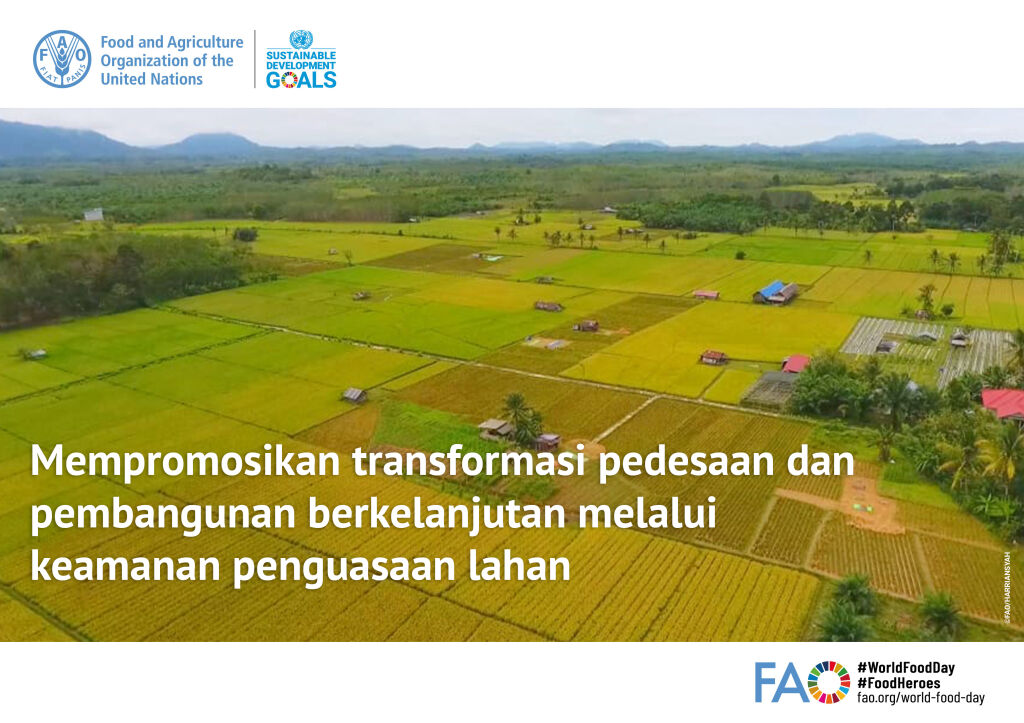 Food and Agriculture
Organization of the
United Nations
F A O
FIAT PANIS
SUSTAINABLE
DEVELOPMENT
GOALS
Mempromosikan transformasi pedesaan dan
pembangunan berkelanjutan melalui
keamanan penguasaan lahan
©FAO/HARRIANSYAH
FAO
#WorldFoodDay
#FoodHeroes
fao.org/world-food-day